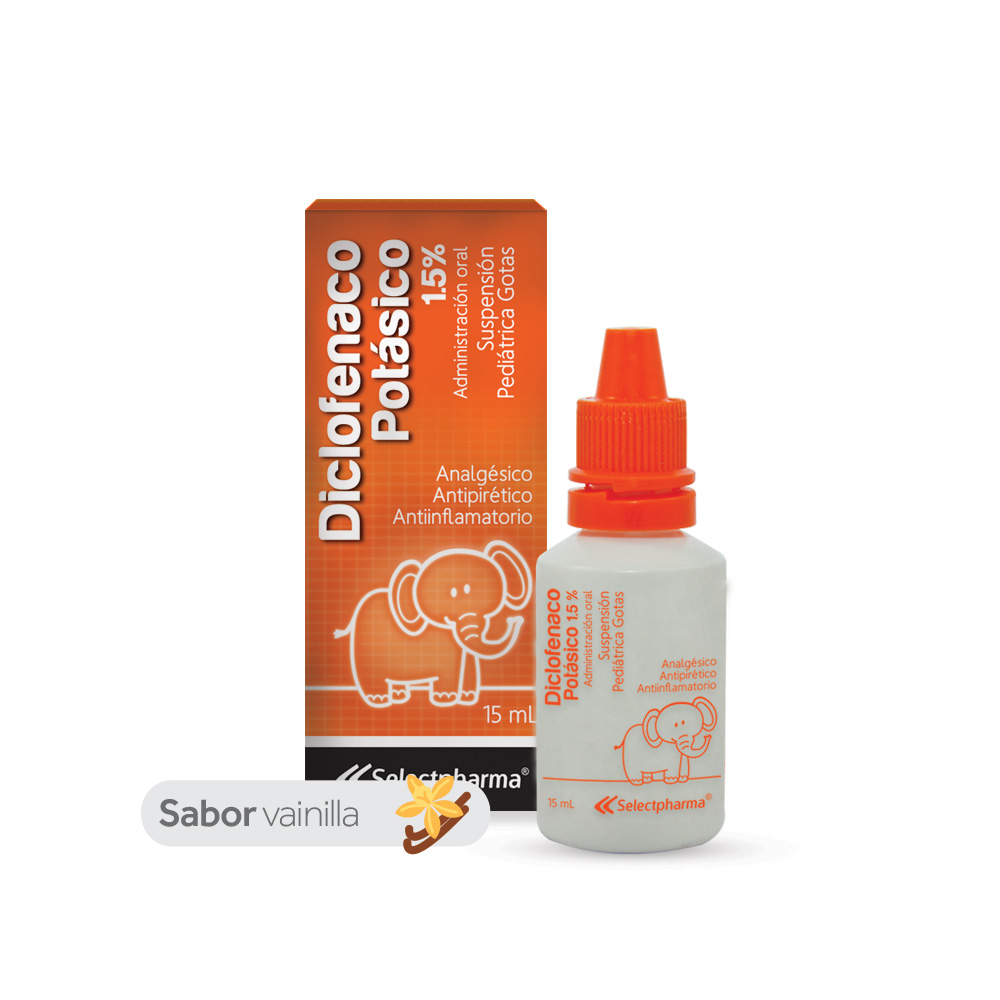 Diclofenaco
Potásico
1.5%
Administración oral
Suspensión
Pediátrica Gotas
Analgésico
Antipirético
Antiinflamatorio
15 mL
Selectpharma®
Sabor vainilla
Diclofenaco
Potásico 1.5 %
Administración oral
Suspensión
Pediátrica Gotas
Analgésico
Antipirético
Antiinflamatorio
15 mL
Selectpharma®